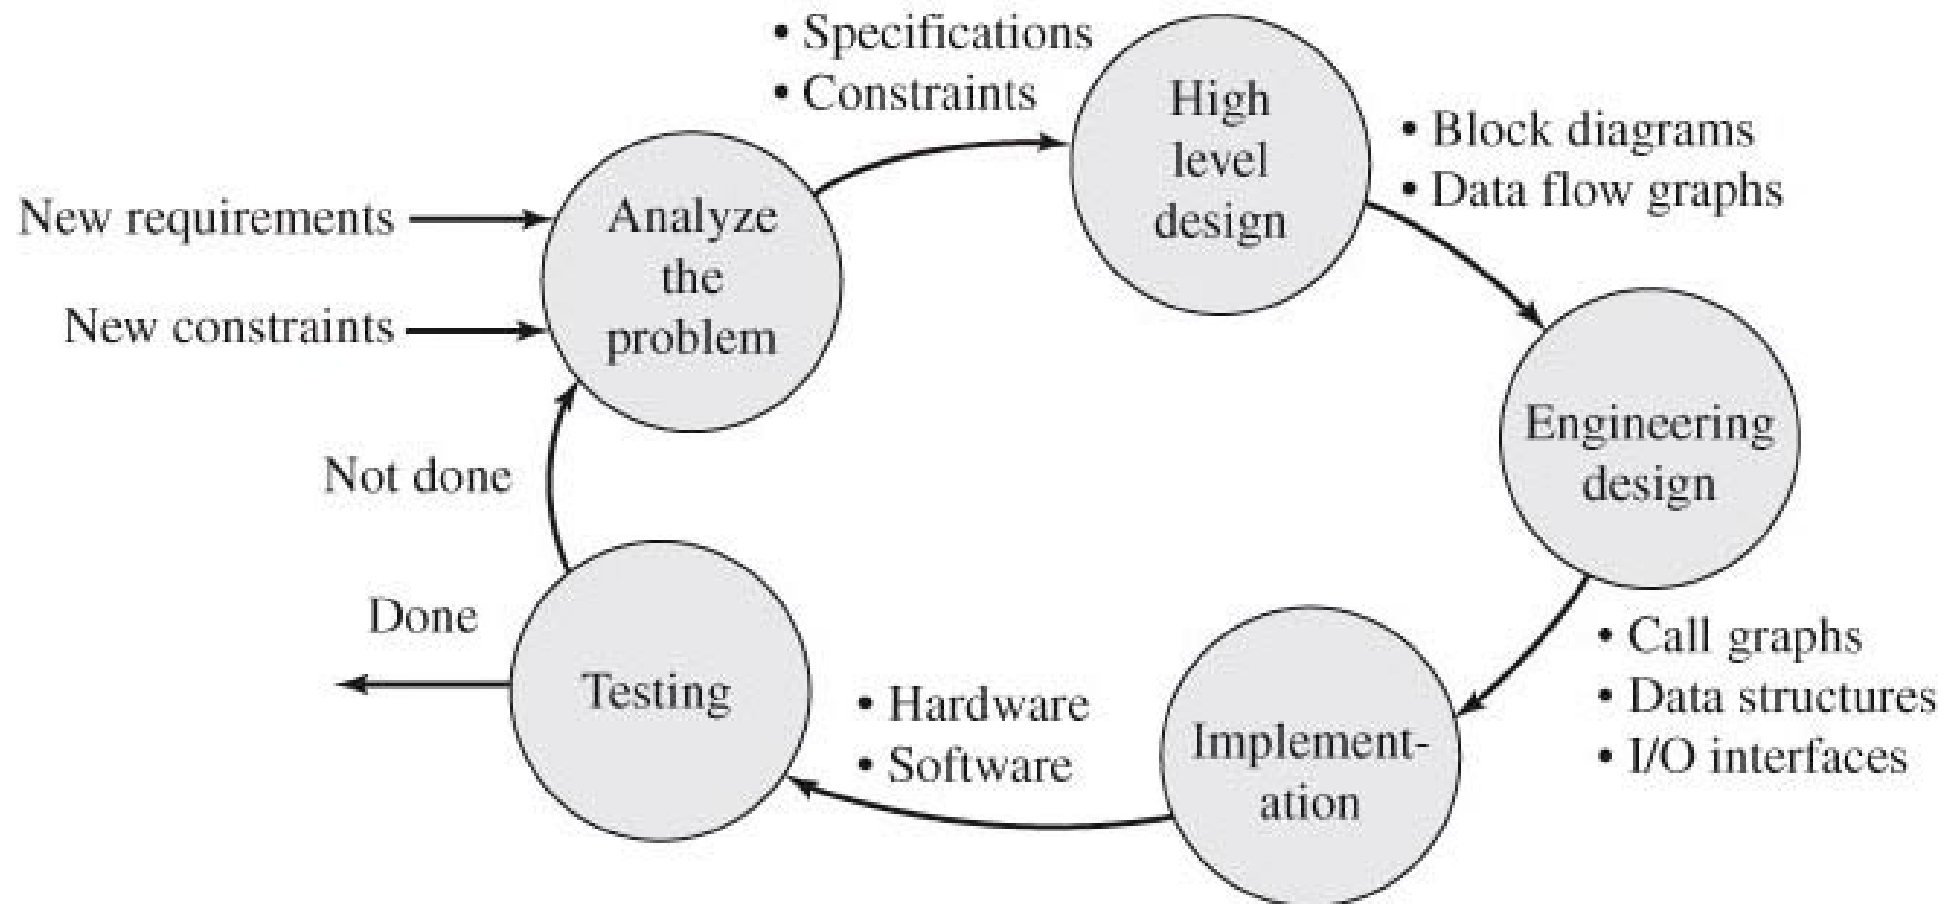 • Specifications
• Constraints
High
level
design
• Block diagrams
• Data flow graphs
New requirements
New constraints
Analyze
the
problem
Engineering
design
Not done
Done
Testing
• Hardware
• Software
Implement-
ation
• Call graphs
• Data structures
• I/O interfaces